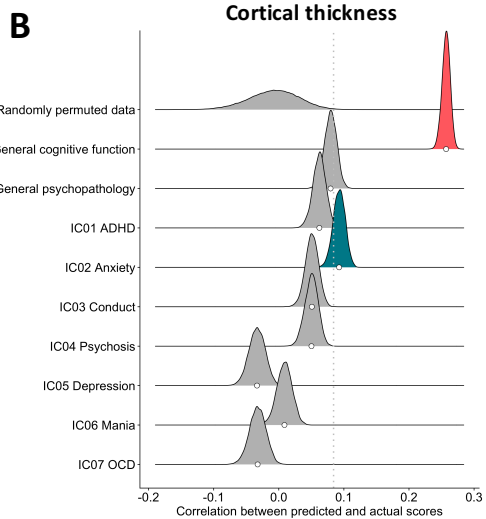 B
Cortical thickness
Randomly permuted data
General cognitive function
General psychopathology
IC01 ADHD
IC02 Anxiety
IC03 Conduct
IC04 Psychosis
IC05 Depression
IC06 Mania
IC07 OCD
-0.2 -0.1 0.0 0.1 0.2 0.3
Correlation between predicted and actual scores